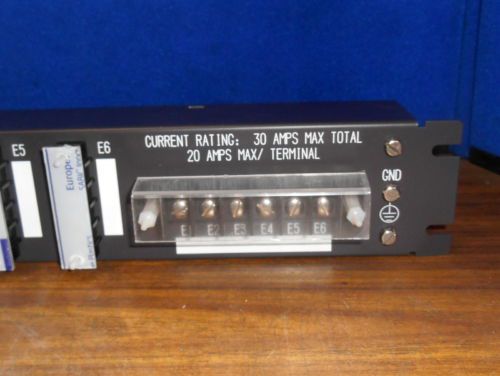 E5
E6
CURRENT RATING: 30 AMPS MAX TOTAL
20 AMPS MAX/ TERMINAL
Europe
GND
E1 E2 E3 E4 E5 E6